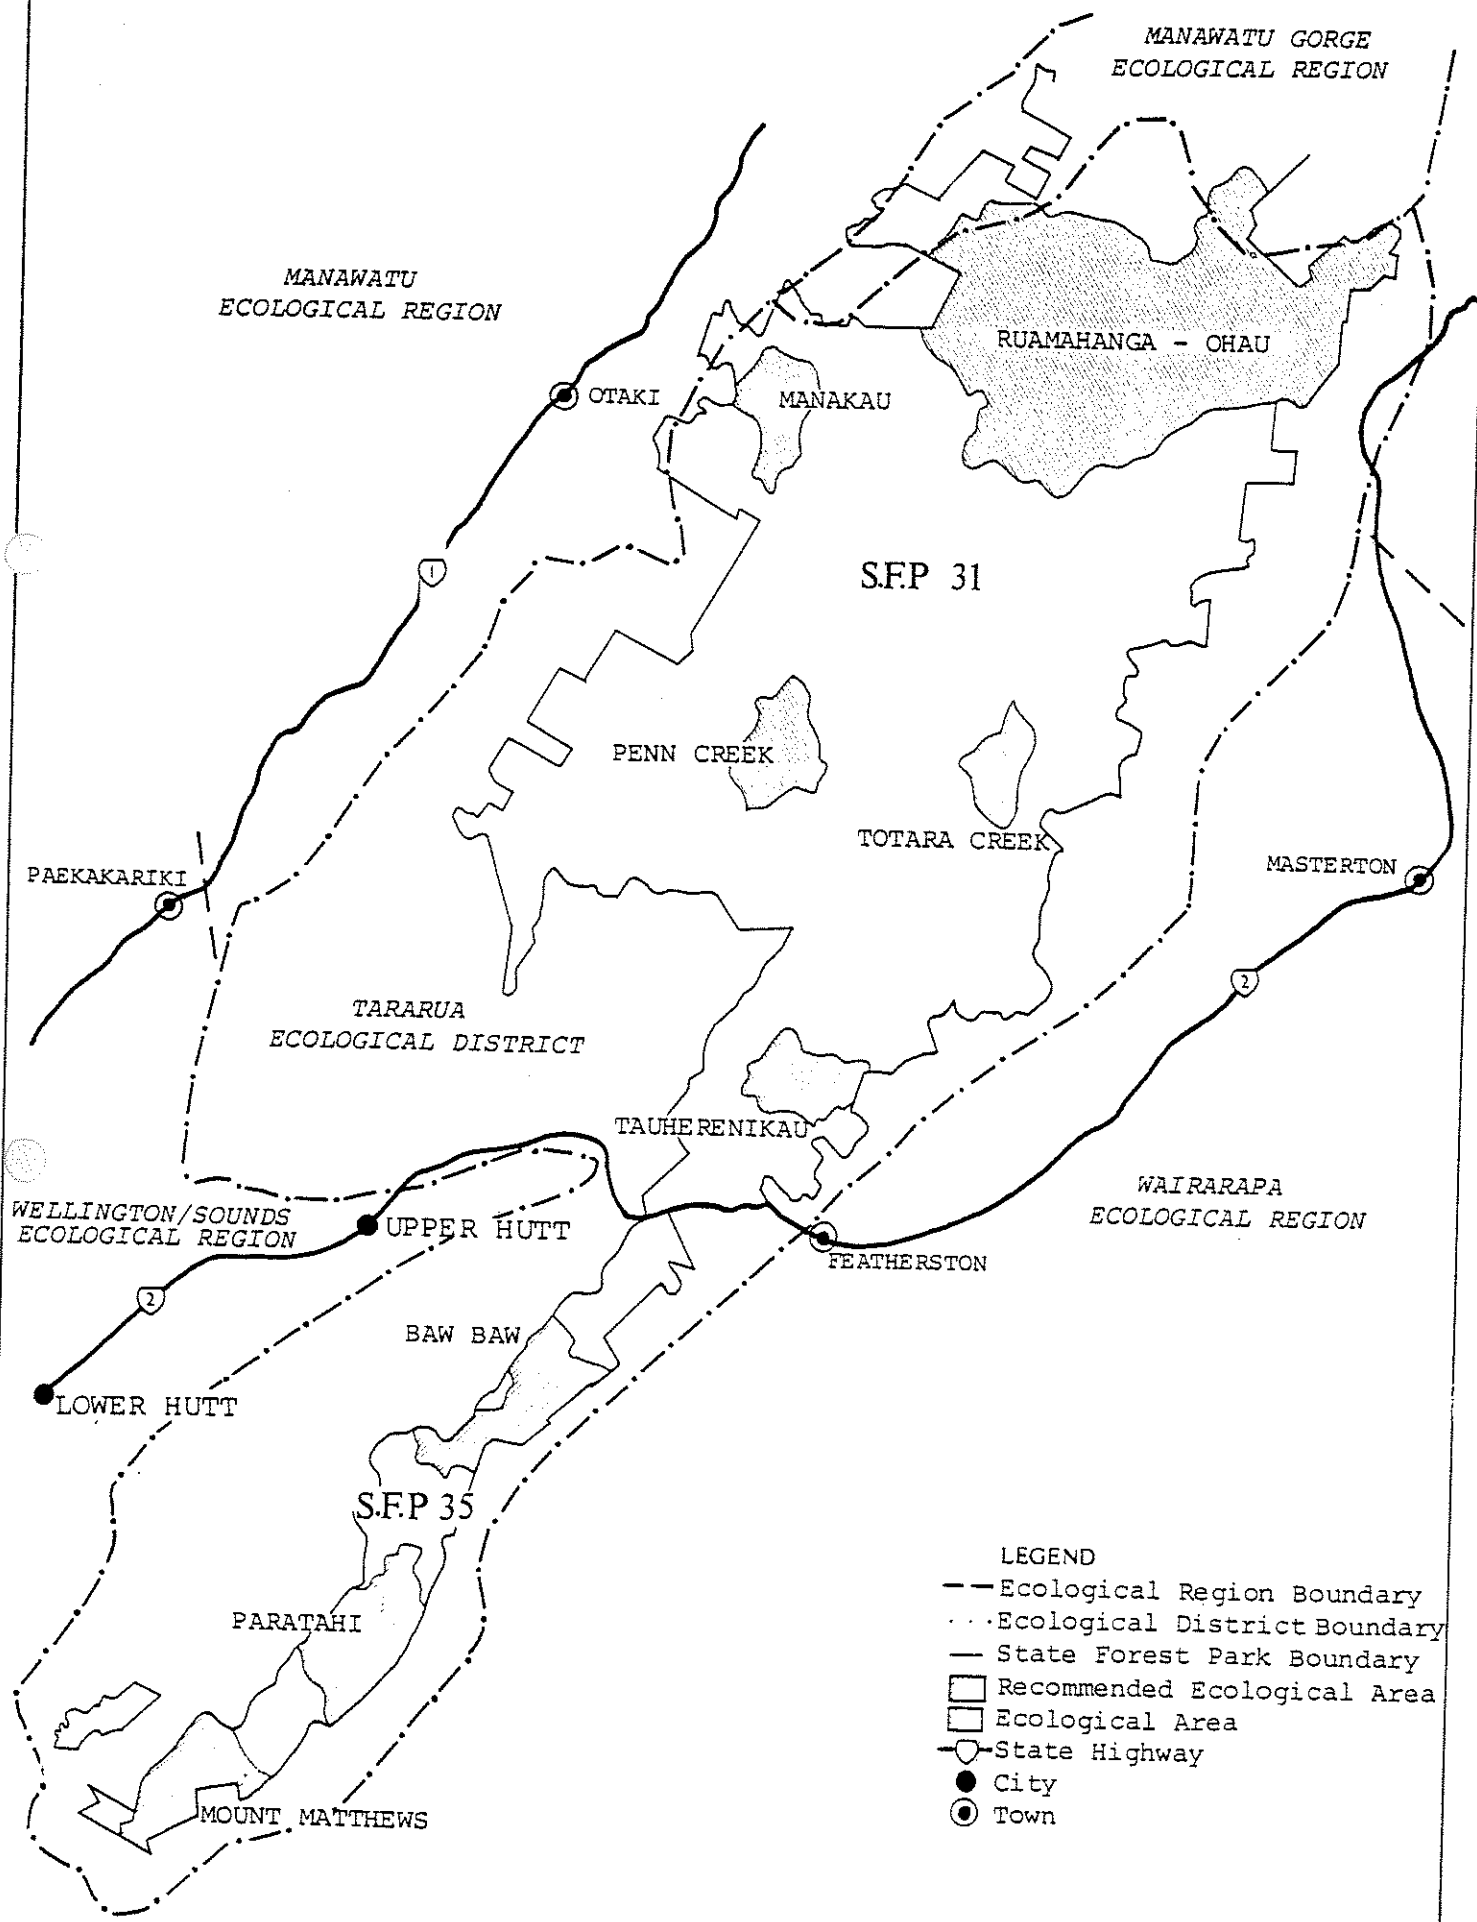 MANAWATU GORGE
ECOLOGICAL REGION
MANAWATU
ECOLOGICAL REGION
RUAMAHANGA - OHAU
OTAKI
MANAKAU
1
S.F.P 31
PENN CREEK
TOTARA CREEK
MASTERTON
PAEKAKARIKI
2
TARARUA
ECOLOGICAL DISTRICT
TAUHERENIKAU
WAIRARAPA
ECOLOGICAL REGION
WELLINGTON/SOUNDS
ECOLOGICAL REGION
UPPER HUTT
FEATHERSTON
2
BAW BAW
LOWER HUTT
S.F.P 35
PARATAHI
MOUNT MATTHEWS
LEGEND
Ecological Region Boundary
Ecological District Boundary
State Forest Park Boundary
Recommended Ecological Area
Ecological Area
State Highway
City
Town